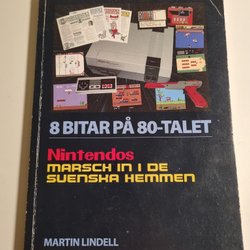 8 BITAR PÅ 80-TALET
Nintendos
MARSCH IN I DE
SVENSKA HEMMEN
MARTIN LINDELL